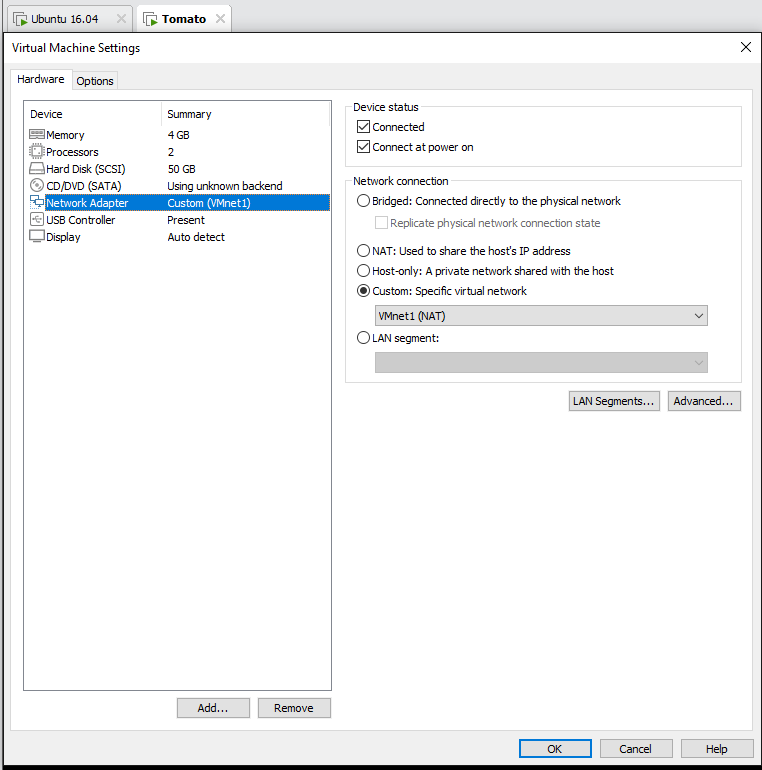 Ubuntu 16.04
Tomato
Virtual Machine Settings
Hardware
Options
Device Summary
Memory 4 GB
Processors 2
Hard Disk (SCSI) 50 GB
CD/DVD (SATA) Using unknown backend
Network Adapter Custom (VMnet1)
USB Controller Present
Display Auto detect
Add...
Remove
Device status
Connected
Connect at power on
Network connection
Bridged: Connected directly to the physical network
Replicate physical network connection state
NAT: Used to share the host's IP address
Host-only: A private network shared with the host
Custom: Specific virtual network
VMnet1 (NAT)
LAN segment:
LAN Segments...
Advanced...
OK
Cancel
Help